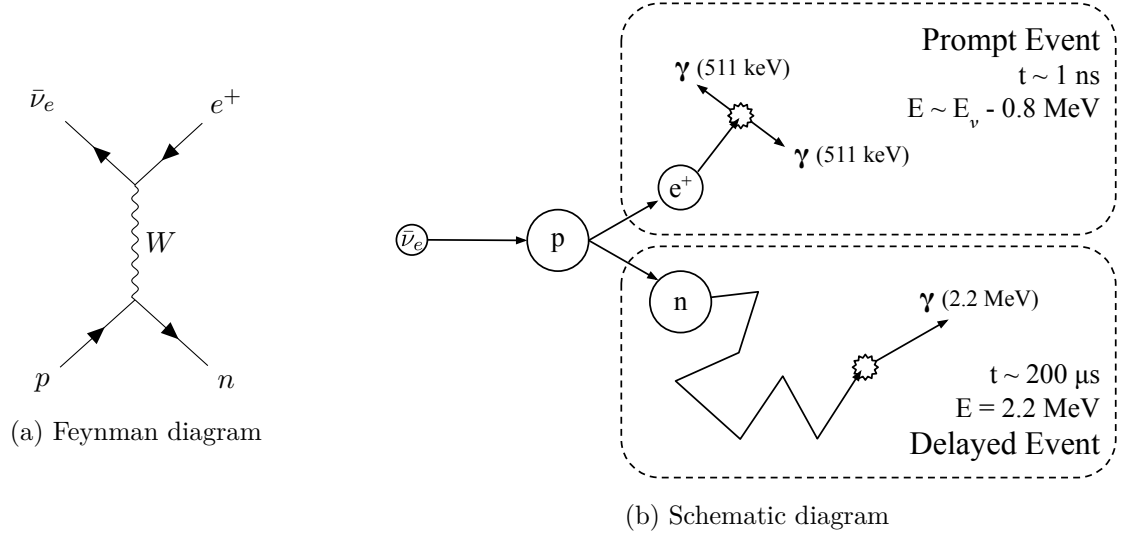 ν̄ₑ
e⁺
W
p
n
(a) Feynman diagram
Prompt Event
t ~ 1 ns
E ~ Eᵥ - 0.8 MeV
γ (511 keV)
γ (511 keV)
e⁺
ν̄ₑ
p
n
γ (2.2 MeV)
t ~ 200 μs
E = 2.2 MeV
Delayed Event
(b) Schematic diagram